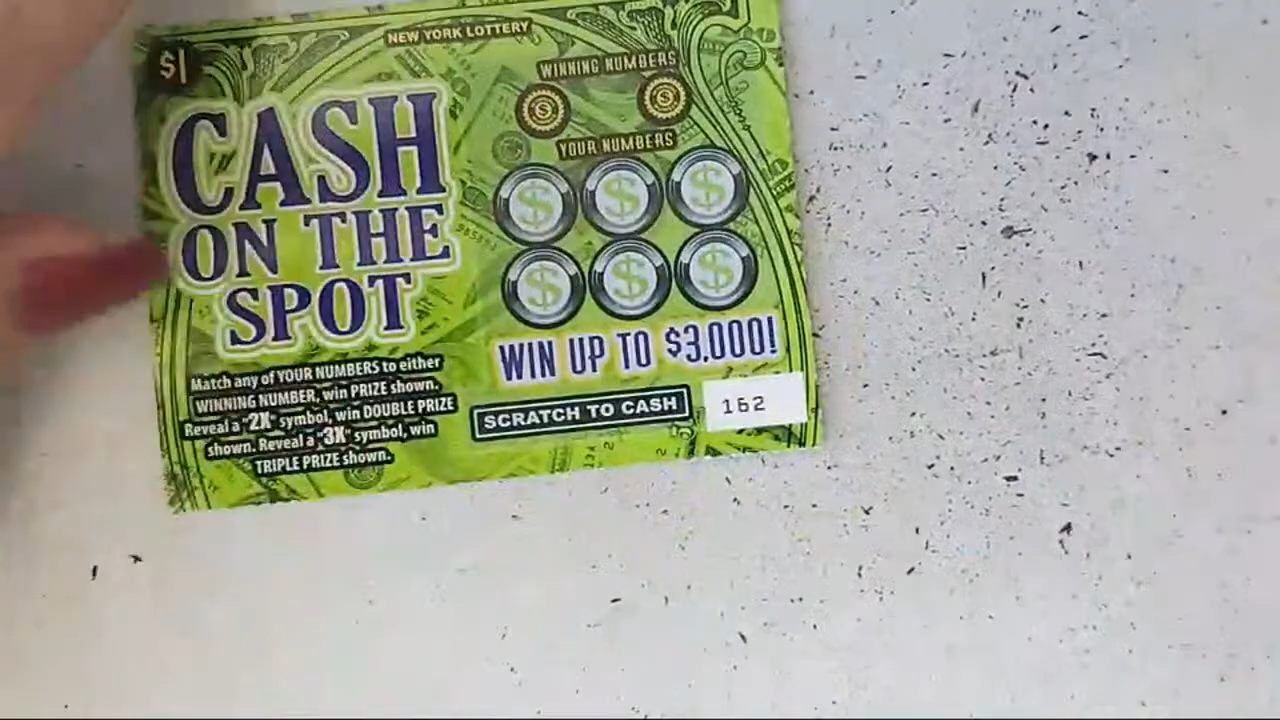 NEW YORK LOTTERY
$1
CASH
ON THE
SPOT
Match any of YOUR NUMBERS to either
WINNING NUMBER, win PRIZE shown.
Reveal a "2X" symbol, win DOUBLE PRIZE
shown. Reveal a "3X" symbol, win
TRIPLE PRIZE shown.
WINNING NUMBERS
$ $
YOUR NUMBERS
$ $ $
$ $ $
WIN UP TO $3,000!
SCRATCH TO CASH
162